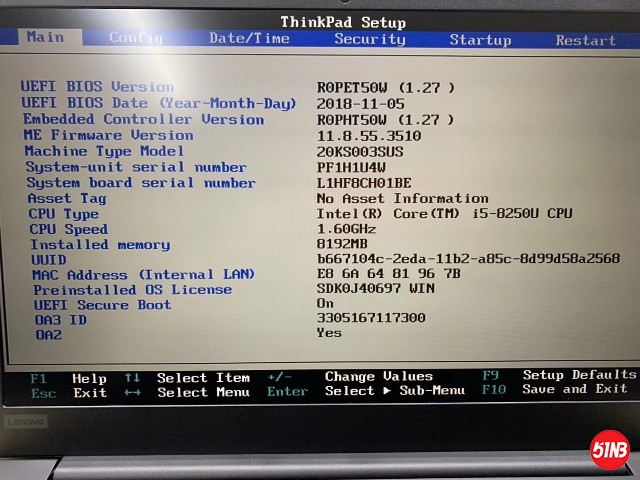 ThinkPad Setup
Main Config Date/Time Security Startup Restart
UEFI BIOS Version R0PET50W (1.27 )
UEFI BIOS Date (Year-Month-Day) 2018-11-05
Embedded Controller Version R0PHT50W (1.27 )
ME Firmware Version 11.8.55.3510
Machine Type Model 20KS003SUS
System-unit serial number PF1H1U4W
System board serial number L1HF8CH01BE
Asset Tag No Asset Information
CPU Type Intel(R) Core(TM) i5-8250U CPU
CPU Speed 1.60GHz
Installed memory 8192MB
UUID b667104c-2eda-11b2-a85c-8d99d58a2568
MAC Address (Internal LAN) E8 6A 64 81 96 7B
Preinstalled OS License SDK0J40697 WIN
UEFI Secure Boot On
OA3 ID 3305167117300
OA2 Yes
F1 Help ↑↓ Select Item +/- Change Values F9 Setup Defaults
Esc Exit ←→ Select Menu Enter Select ▶ Sub-Menu F10 Save and Exit
Lenovo
51NB